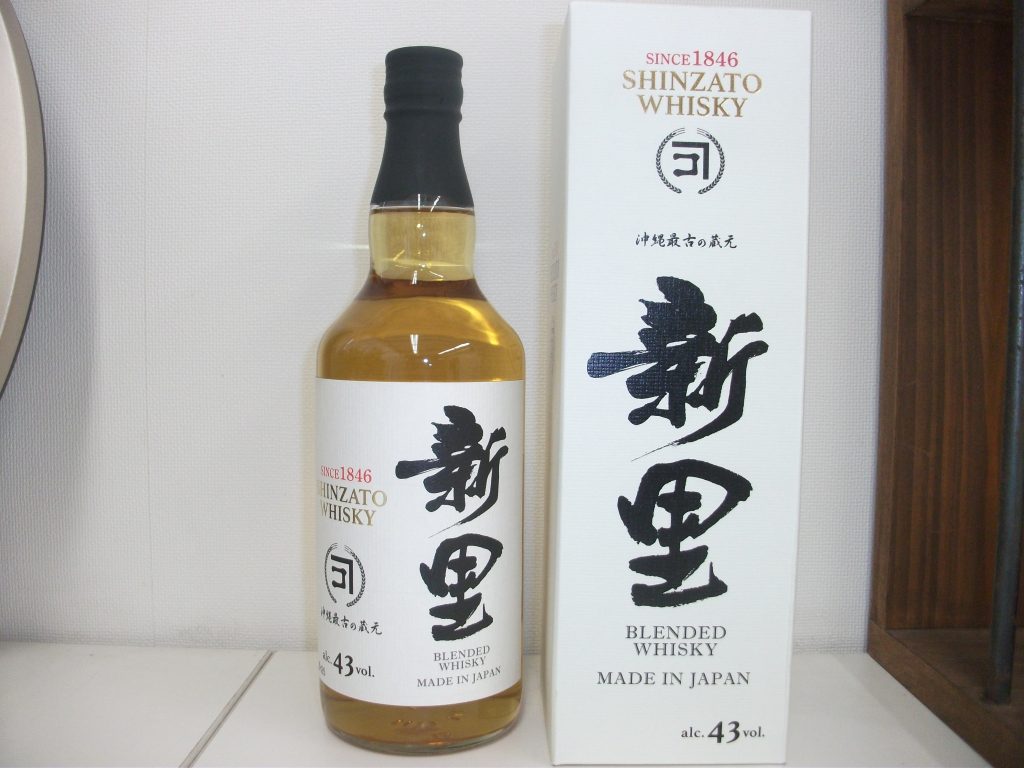 SINCE1846
SHINZATO
WHISKY
沖縄最古の蔵元
新里
BLENDED
WHISKY
MADE IN JAPAN
alc. 43vol.
SINCE1846
SHINZATO
WHISKY
沖縄最古の蔵元
alc. 43vol.
新里
BLENDED
WHISKY
MADE IN JAPAN